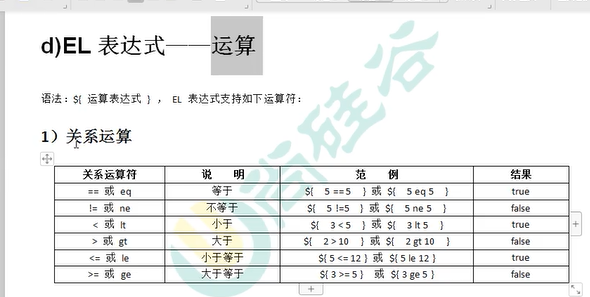 d)EL 表达式——运算
语法：${ 运算表达式 } ， EL 表达式支持如下运算符：
1）关系运算
关系运算符 说 明 范 例 结果
== 或 eq 等于 ${ 5 == 5 } 或 ${ 5 eq 5 } true
!= 或 ne 不等于 ${ 5 !=5 } 或 ${ 5 ne 5 } false
< 或 lt 小于 ${ 3 < 5 } 或 ${ 3 lt 5 } true
> 或 gt 大于 ${ 2 > 10 } 或 ${ 2 gt 10 } false
<= 或 le 小于等于 ${ 5 <= 12 } 或 ${ 5 le 12 } true
>= 或 ge 大于等于 ${ 3 >= 5 } 或 ${ 3 ge 5 } false
尚硅谷